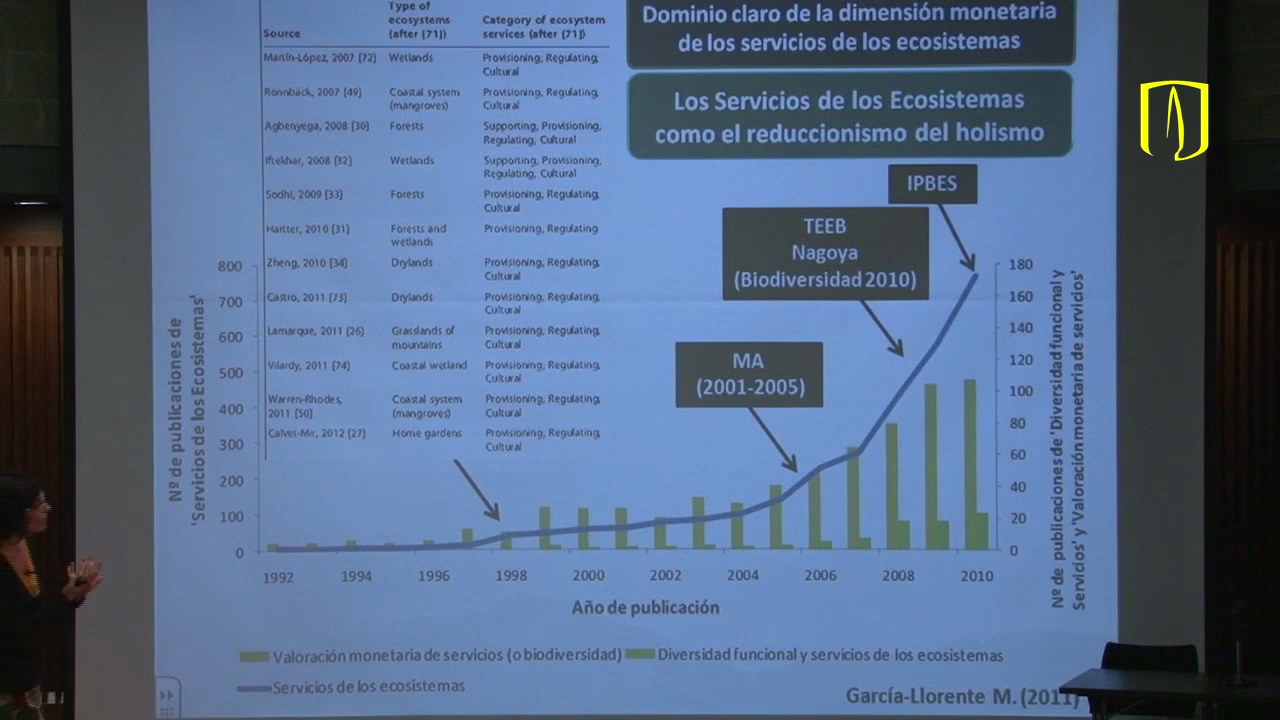 Source
Type of
ecosystems
(after [71])
Category of ecosystem
services (after [71])
Martín-López, 2007 [72] Wetlands Provisioning, Regulating,
Cultural
Ronnback, 2007 [49] Coastal system
(mangroves) Provisioning, Regulating,
Cultural
Agbenyega, 2008 [30] Forests Supporting, Provisioning,
Regulating, Cultural
Iftekhar, 2008 [32] Wetlands Supporting, Provisioning,
Regulating, Cultural
Sodhi, 2009 [33] Forests Provisioning, Regulating,
Cultural
Hartter, 2010 [31] Forests and
wetlands Provisioning, Regulating
Zheng, 2010 [34] Drylands Provisioning, Regulating,
Cultural
Castro, 2011 [73] Drylands Provisioning, Regulating,
Cultural
Lamarque, 2011 [26] Grasslands of
mountains Provisioning, Regulating,
Cultural
Vilardy, 2011 [74] Coastal wetland Provisioning, Regulating,
Cultural
Warren-Rhodes,
2011 [50] Coastal system
(mangroves) Provisioning, Regulating,
Cultural
Calvet-Mir, 2012 [27] Home gardens Provisioning, Regulating,
Cultural
Dominio claro de la dimensión monetaria
de los servicios de los ecosistemas
Los Servicios de los Ecosistemas
como el reduccionismo del holismo
IPBES
TEEB
Nagoya
(Biodiversidad 2010)
MA
(2001-2005)
Nº de publicaciones de
'Servicios de los Ecosistemas'
800
700
600
500
400
300
200
100
0
180
160
140
120
100
80
60
40
20
0
Nº de publicaciones de 'Diversidad funcional y
Servicios' y 'Valoración monetaria de servicios'
1992 1994 1996 1998 2000 2002 2004 2006 2008 2010
Año de publicación
Valoración monetaria de servicios (o biodiversidad) Diversidad funcional y servicios de los ecosistemas
Servicios de los ecosistemas
García-Llorente M. (2011)